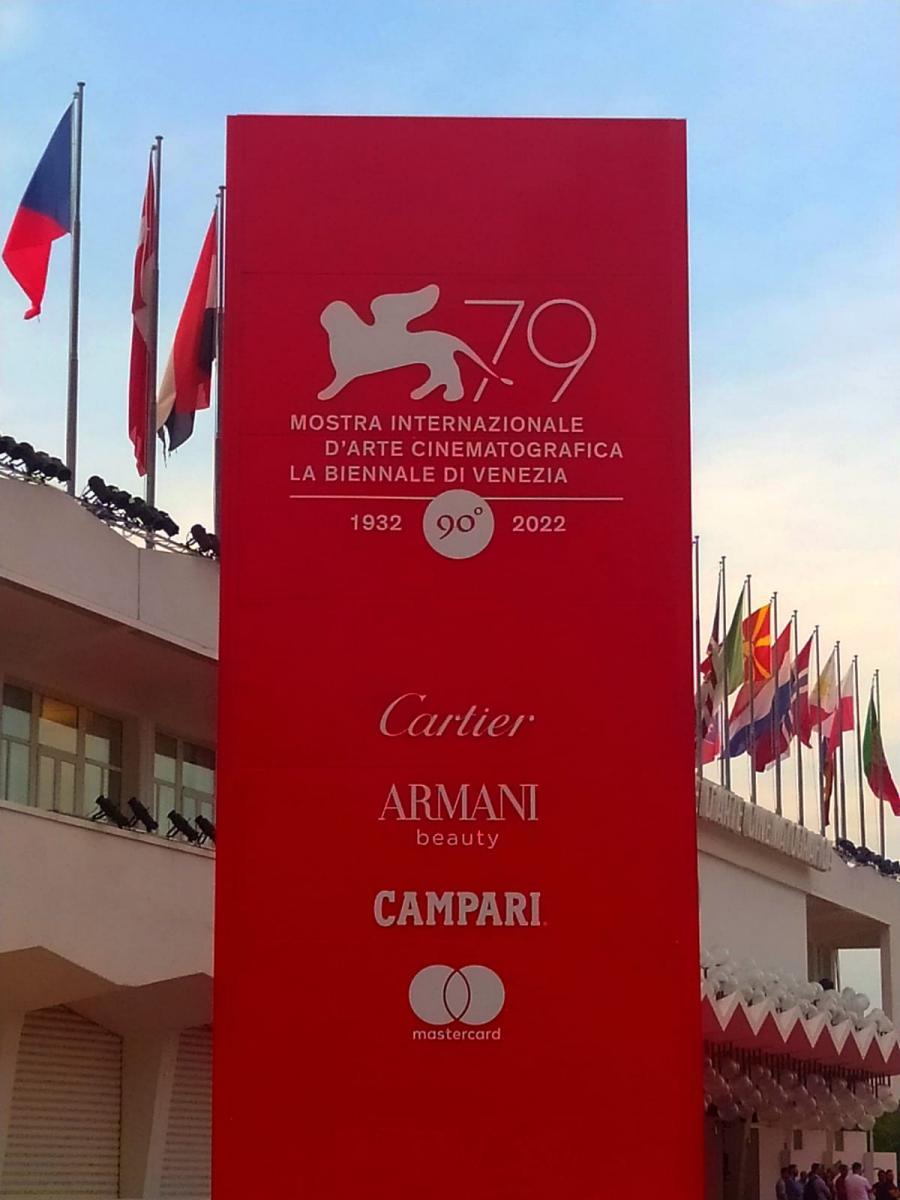 79
MOSTRA INTERNAZIONALE
D'ARTE CINEMATOGRAFICA
LA BIENNALE DI VENEZIA
1932 90° 2022
Cartier
ARMANI
beauty
CAMPARI
mastercard